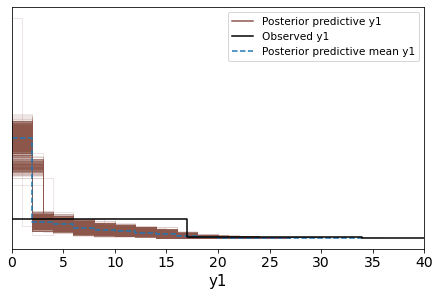 Posterior predictive y1
Observed y1
Posterior predictive mean y1
0 5 10 15 20 25 30 35 40
y1